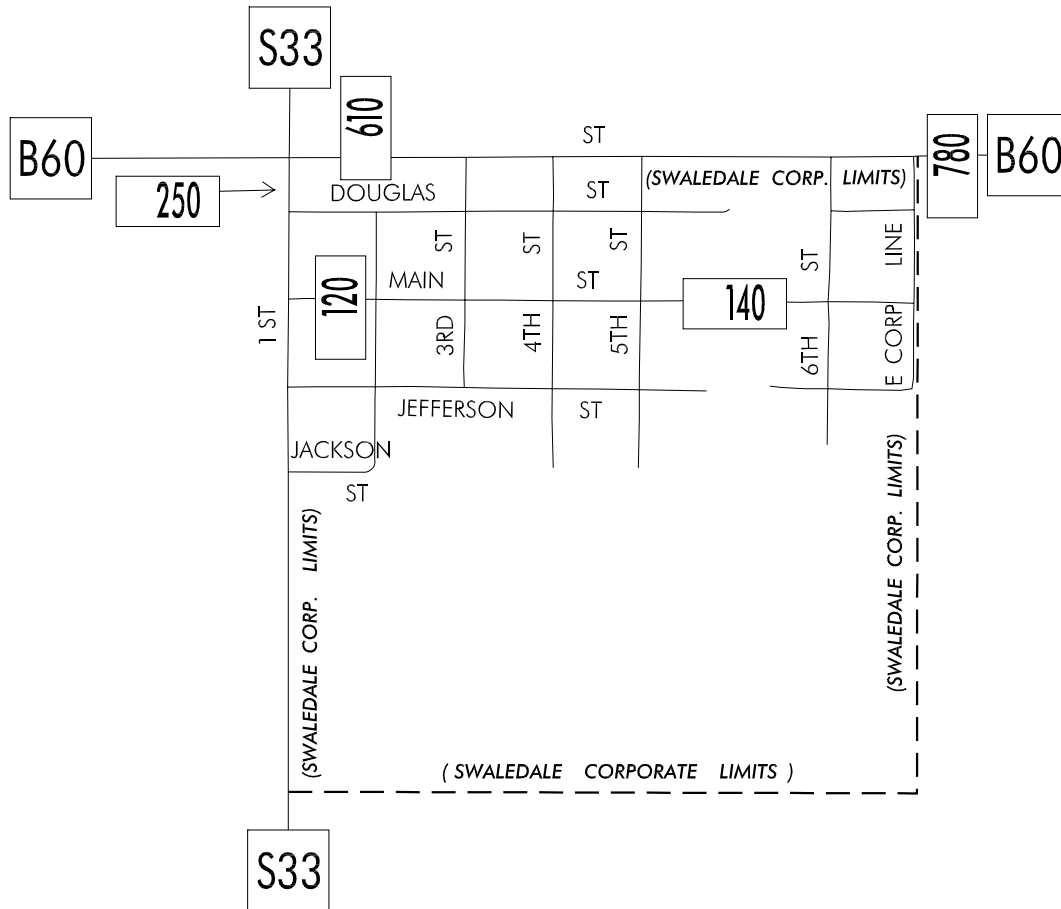 S33
610
ST
780
B60
B60
(SWALEDALE CORP. LIMITS)
250
DOUGLAS ST
LINE
ST
ST
ST
ST
MAIN ST
120
140
1 ST
3RD
4TH
5TH
6TH
E CORP
JEFFERSON ST
JACKSON
ST
(SWALEDALE CORP. LIMITS)
(SWALEDALE CORP. LIMITS)
( SWALEDALE CORPORATE LIMITS )
S33